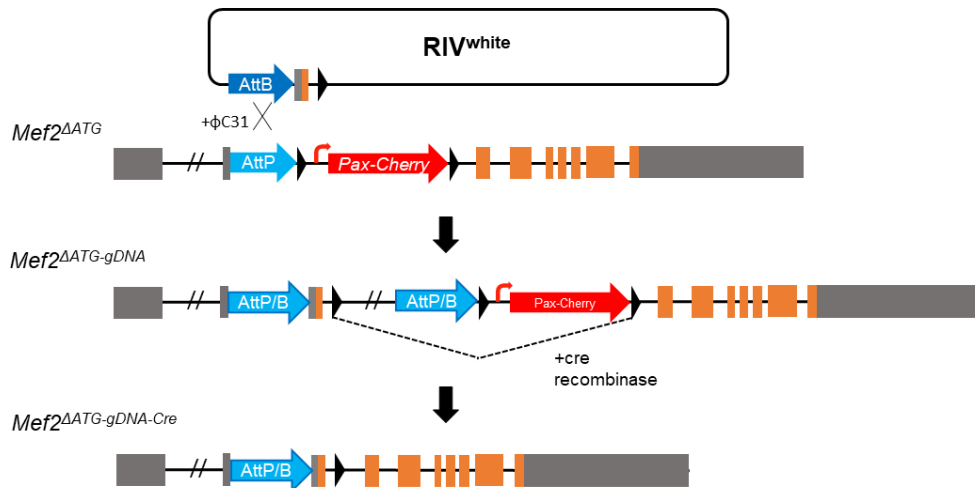 RIVwhite
AttB
+ϕC31
Mef2ΔATG
AttP
Pax-Cherry
Mef2ΔATG-gDNA
AttP/B
AttP/B
Pax-Cherry
+cre
recombinase
Mef2ΔATG-gDNA-Cre
AttP/B